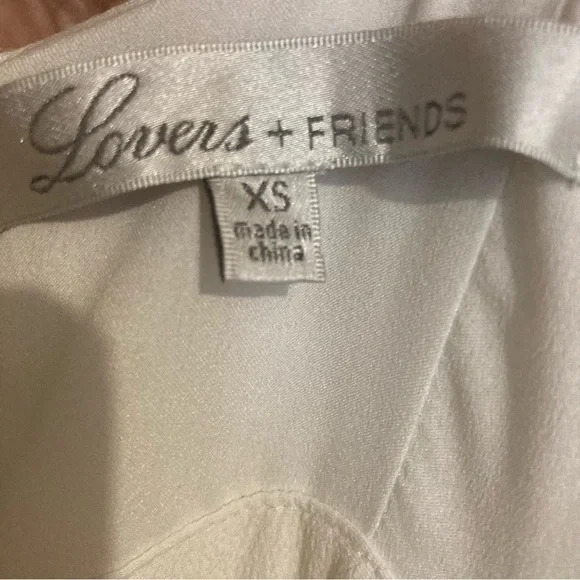 Lovers + FRIENDS
XS
made in
china